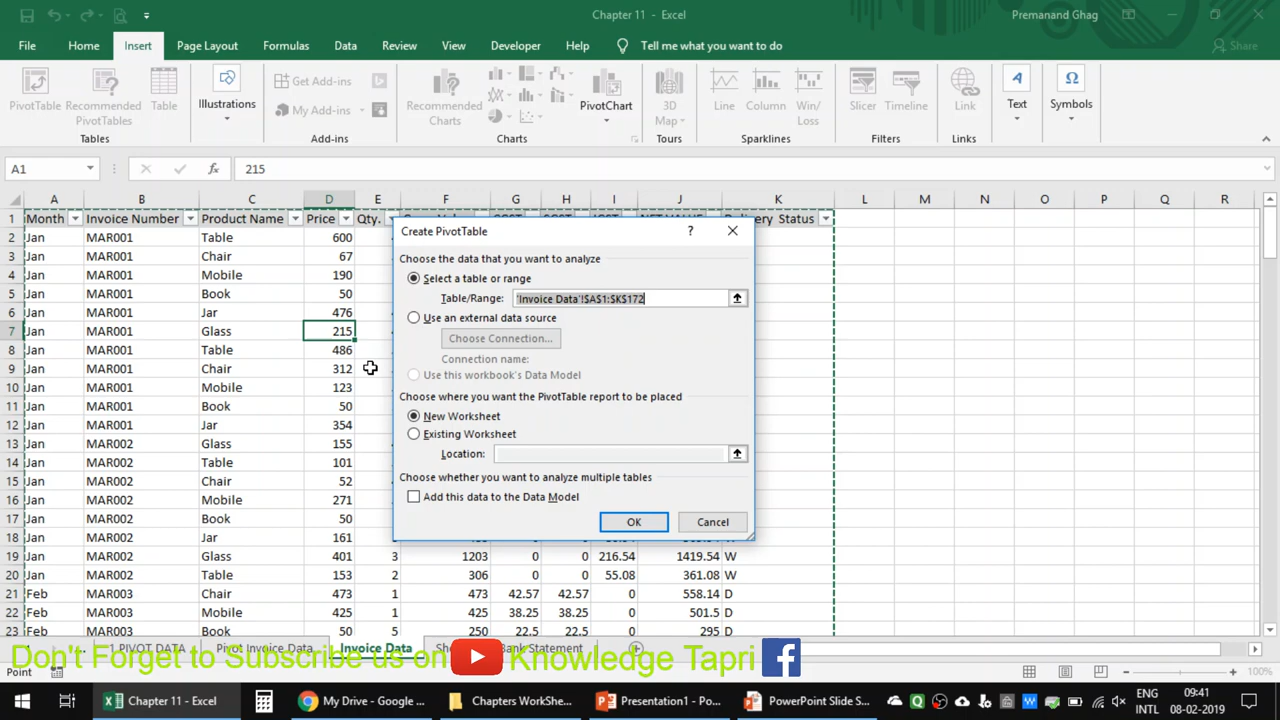 Chapter 11 - Excel
Premanand Ghag
File Home Insert Page Layout Formulas Data Review View Developer Help Tell me what you want to do Share
PivotTable Recommended PivotTables Table
Tables
Illustrations
Get Add-ins
My Add-ins
Add-ins
Recommended Charts
PivotChart
Charts
3D Map
Tours
Line Column Win/Loss
Sparklines
Slicer Timeline
Filters
Link
Links
Text
Symbols
A1 fx 215
A B C D E F G H I J K L M N O P Q R
1 Month Invoice Number Product Name Price Qty. Delivery Status
2 Jan MAR001 Table 600
3 Jan MAR001 Chair 67
4 Jan MAR001 Mobile 190
5 Jan MAR001 Book 50
6 Jan MAR001 Jar 476
7 Jan MAR001 Glass 215
8 Jan MAR001 Table 486
9 Jan MAR001 Chair 312
10 Jan MAR001 Mobile 123
11 Jan MAR001 Book 50
12 Jan MAR001 Jar 354
13 Jan MAR002 Glass 155
14 Jan MAR002 Table 101
15 Jan MAR002 Chair 52
16 Jan MAR002 Mobile 271
17 Jan MAR002 Book 50
18 Jan MAR002 Jar 161
19 Jan MAR002 Glass 401 3 1203 0 0 216.54 1419.54 W
20 Jan MAR002 Table 153 2 306 0 0 55.08 361.08 W
21 Feb MAR003 Chair 473 1 473 42.57 42.57 0 558.14 D
22 Feb MAR003 Mobile 425 1 425 38.25 38.25 0 501.5 D
23 Feb MAR003 Book 50 5 250 22.5 22.5 0 295 D
Create PivotTable ?
Choose the data that you want to analyze
Select a table or range
Table/Range: 'Invoice Data'!$A$1:$K$172
Use an external data source
Choose Connection...
Connection name:
Use this workbook's Data Model
Choose where you want the PivotTable report to be placed
New Worksheet
Existing Worksheet
Location:
Choose whether you want to analyze multiple tables
Add this data to the Data Model
OK Cancel
1 PIVOT DATA Pivot Invoice Data Invoice Data Bank Statement
Don't Forget to Subscribe us on Knowledge Tapri
Point
100%
Chapter 11 - Excel
My Drive - Google ...
Chapters WorkShe...
Presentation1 - Po...
PowerPoint Slide S...
ENG
INTL
09:41
08-02-2019